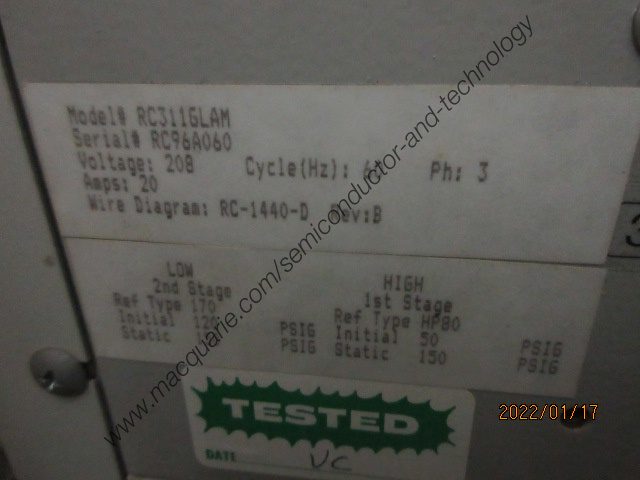 Model# RC311GLAM
Serial# RC96A060
Voltage: 208 Cycle(Hz): Ph: 3
Amps: 20
Wire Diagram: RC-1440-D Rev:B
LOW
2nd Stage
Ref Type 170
Initial PSIG
Static PSIG
HIGH
1st Stage
Ref Type HP80
Initial 50 PSIG
Static 150 PSIG
TESTED
DATE VC
2022/01/17
www.macquarie.com/semiconductor-and-technology